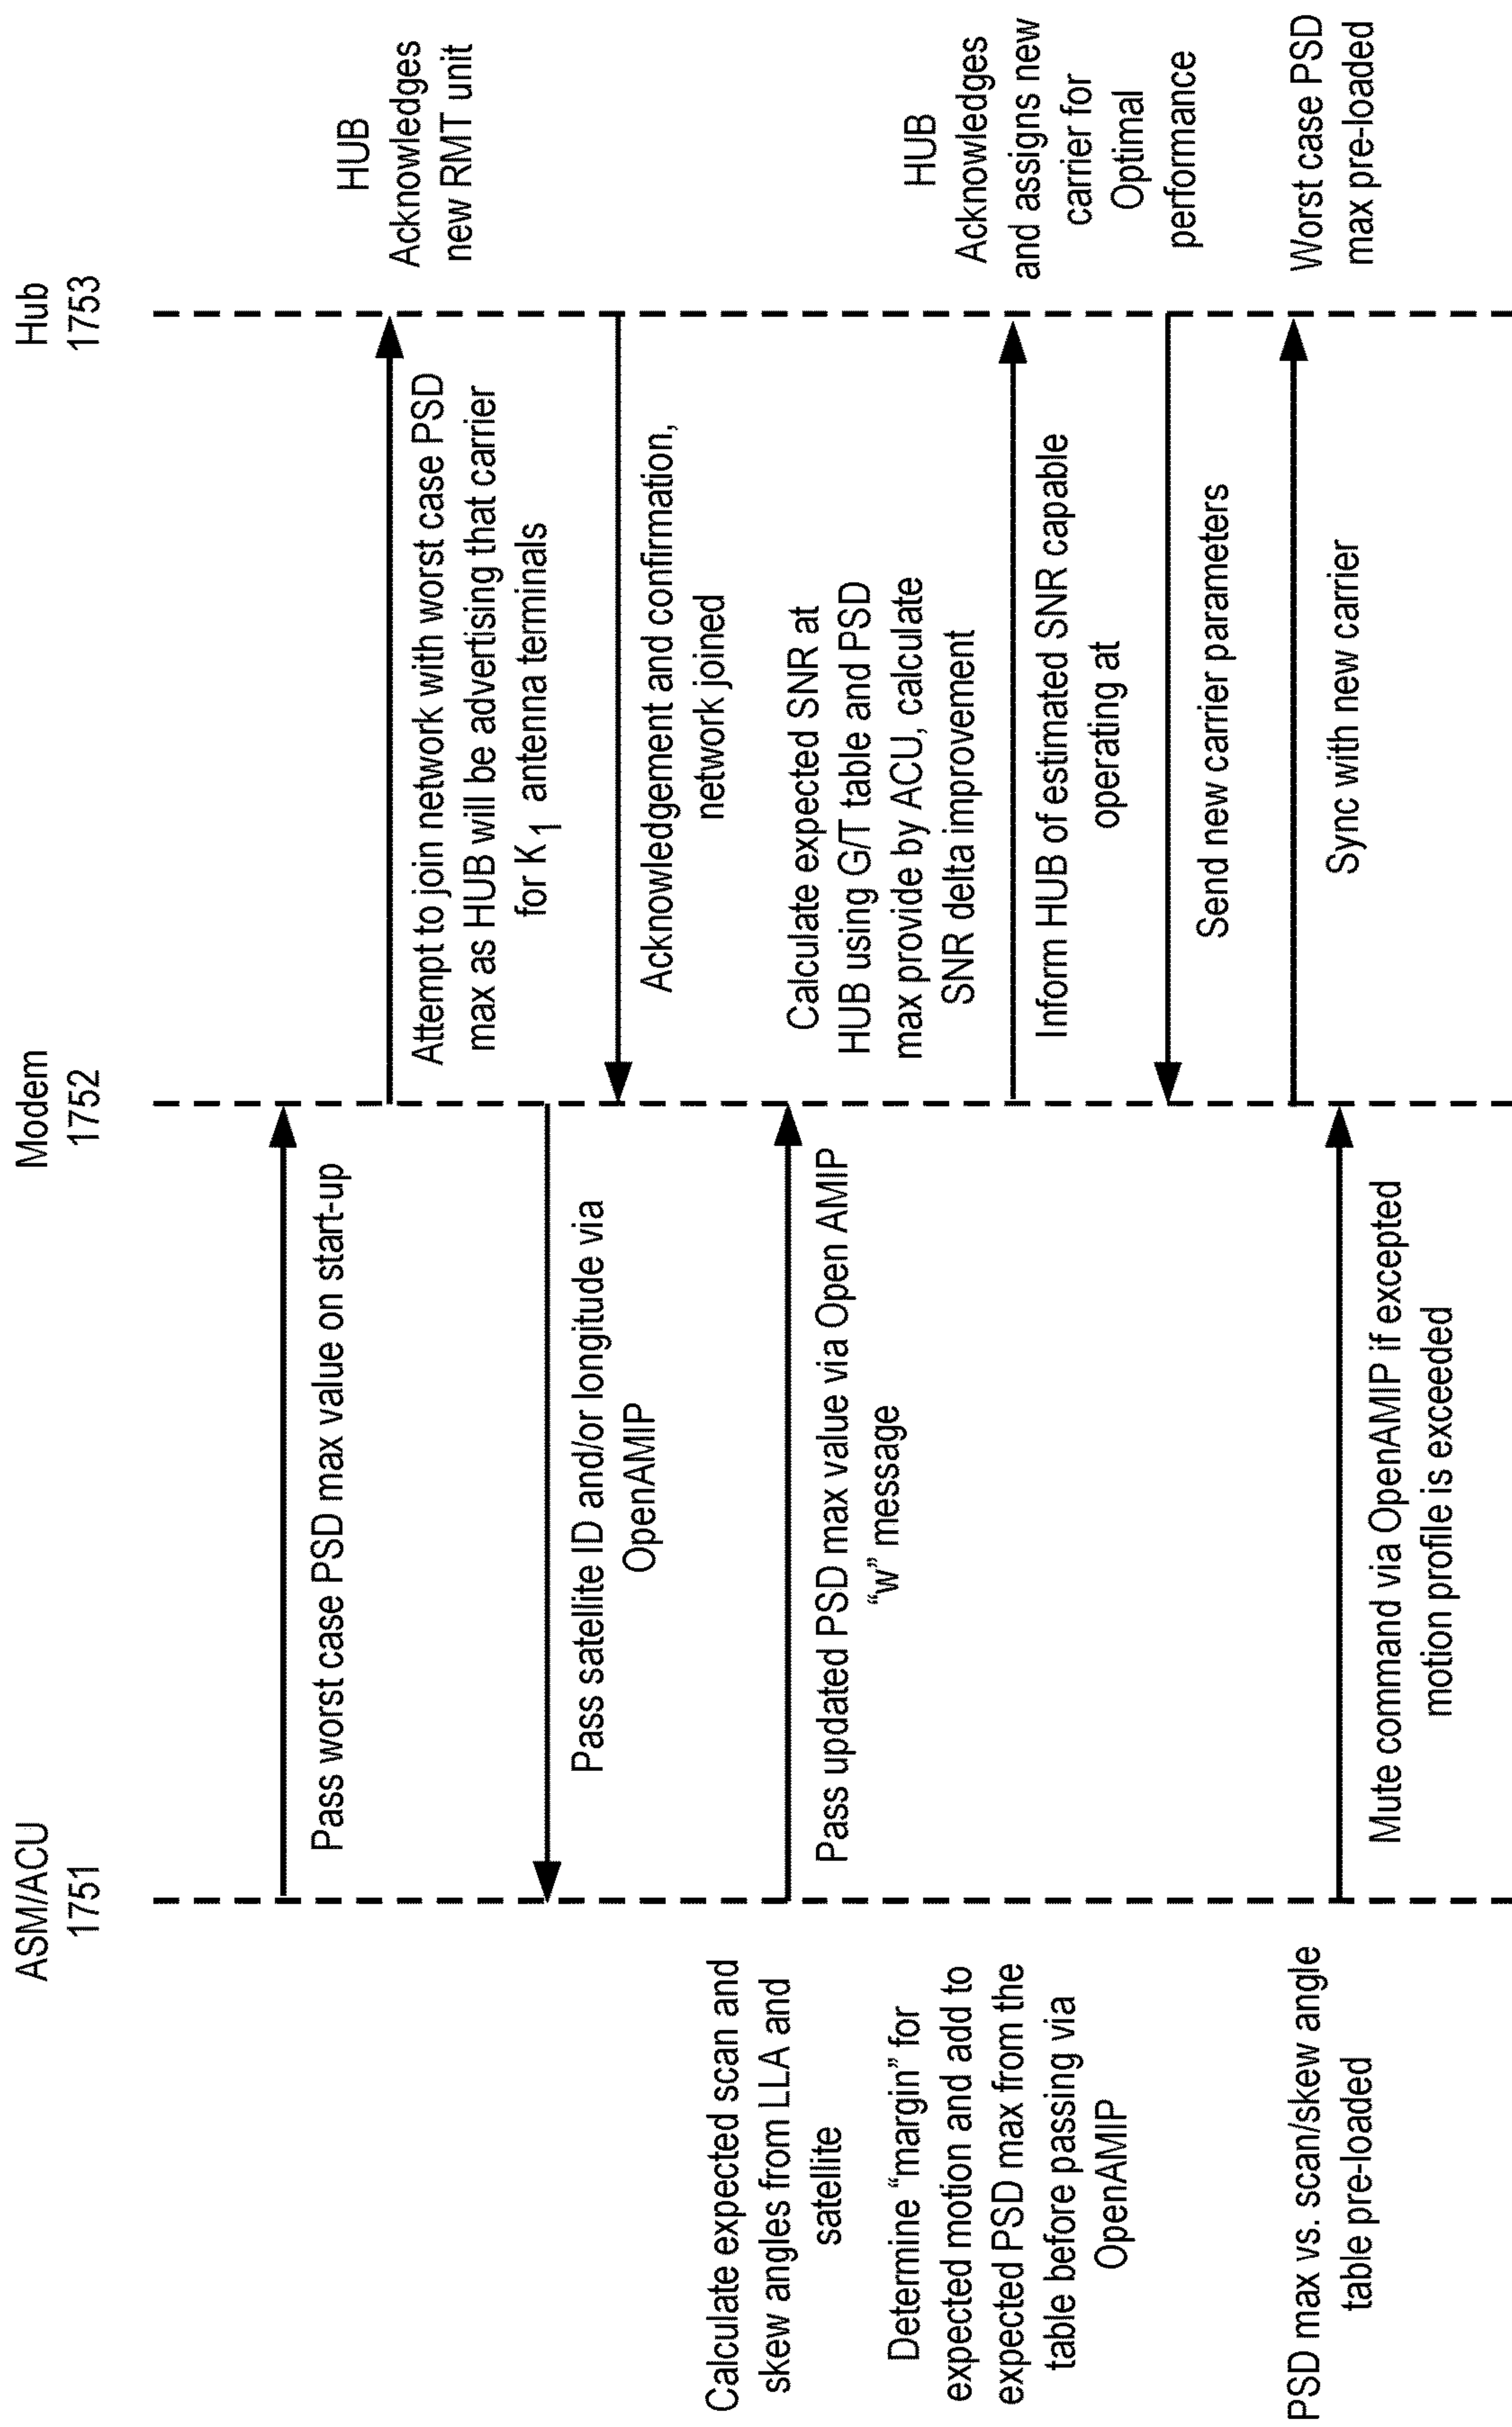 ASM/ACU
1751
Modem
1752
Hub
1753
Pass worst case PSD max value on start-up
HUB
Acknowledges
new RMT unit
Attempt to join network with worst case PSD
max as HUB will be advertising that carrier
for K1 antenna terminals
Pass satellite ID and/or longitude via
OpenAMIP
Acknowledgement and confirmation,
network joined
Calculate expected scan and
skew angles from LLA and
satellite
Pass updated PSD max value via Open AMIP
“w” message
Calculate expected SNR at
HUB using G/T table and PSD
max provide by ACU, calculate
SNR delta improvement
Determine “margin” for
expected motion and add to
expected PSD max from the
table before passing via
OpenAMIP
HUB
Acknowledges
and assigns new
carrier for
Optimal
performance
Inform HUB of estimated SNR capable
operating at
Send new carrier parameters
PSD max vs. scan/skew angle
table pre-loaded
Worst case PSD
max pre-loaded
Sync with new carrier
Mute command via OpenAMIP if excepted
motion profile is exceeded